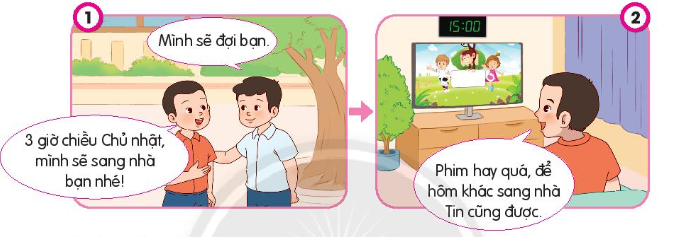 1
Mình sẽ đợi bạn.
3 giờ chiều Chủ nhật,
mình sẽ sang nhà
bạn nhé!
2
15:00
Phim hay quá, để
hôm khác sang nhà
Tin cũng được.